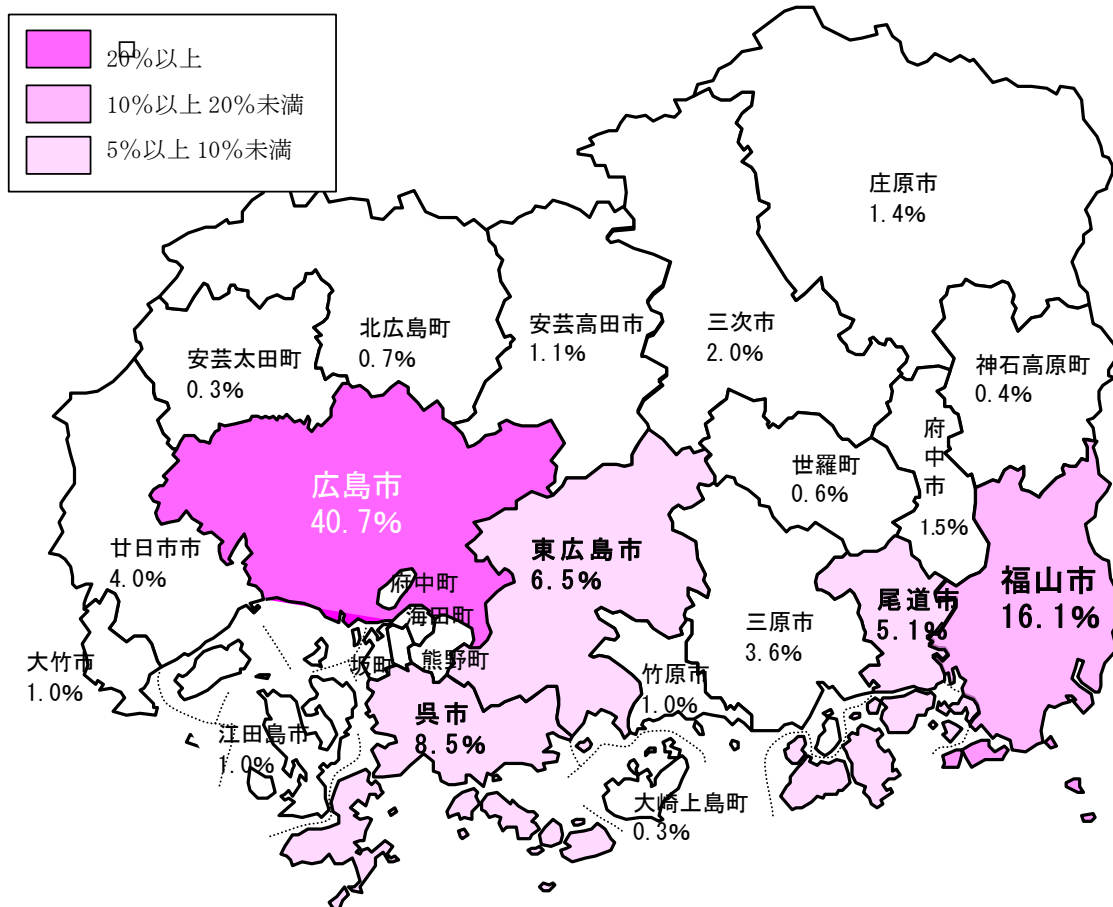 20%以上
10%以上 20%未満
5%以上 10%未満
庄原市
1.4%
北広島町
0.7%
安芸高田市
1.1%
三次市
2.0%
安芸太田町
0.3%
神石高原町
0.4%
府中市
1.5%
世羅町
0.6%
広島市
40.7%
廿日市市
4.0%
東広島市
6.5%
福山市
16.1%
府中町
海田町
尾道市
5.1%
三原市
3.6%
大竹市
1.0%
坂町
熊野町
竹原市
1.0%
呉市
8.5%
江田島市
1.0%
大崎上島町
0.3%